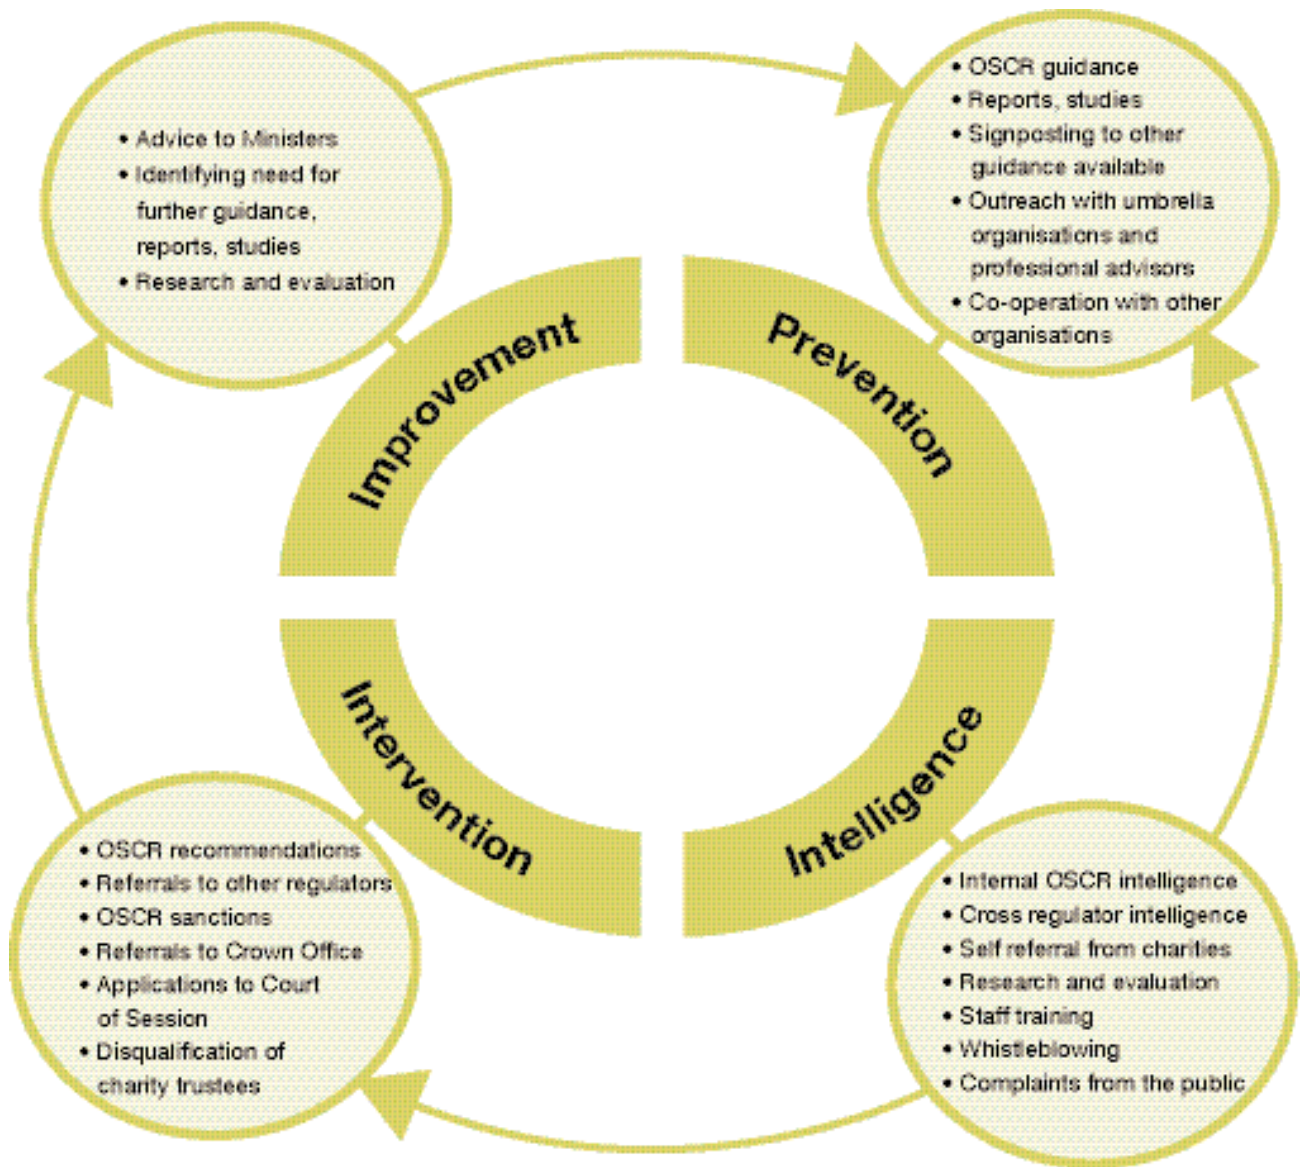 • Advice to Ministers
• Identifying need for
further guidance,
reports, studies
• Research and evaluation
• OSCR guidance
• Reports, studies
• Signposting to other
guidance available
• Outreach with umbrella
organisations and
professional advisors
• Co-operation with other
organisations
Improvement
Prevention
Intervention
Intelligence
• OSCR recommendations
• Referrals to other regulators
• OSCR sanctions
• Referrals to Crown Office
• Applications to Court
of Session
• Disqualification of
charity trustees
• Internal OSCR intelligence
• Cross regulator intelligence
• Self referral from charities
• Research and evaluation
• Staff training
• Whistleblowing
• Complaints from the public